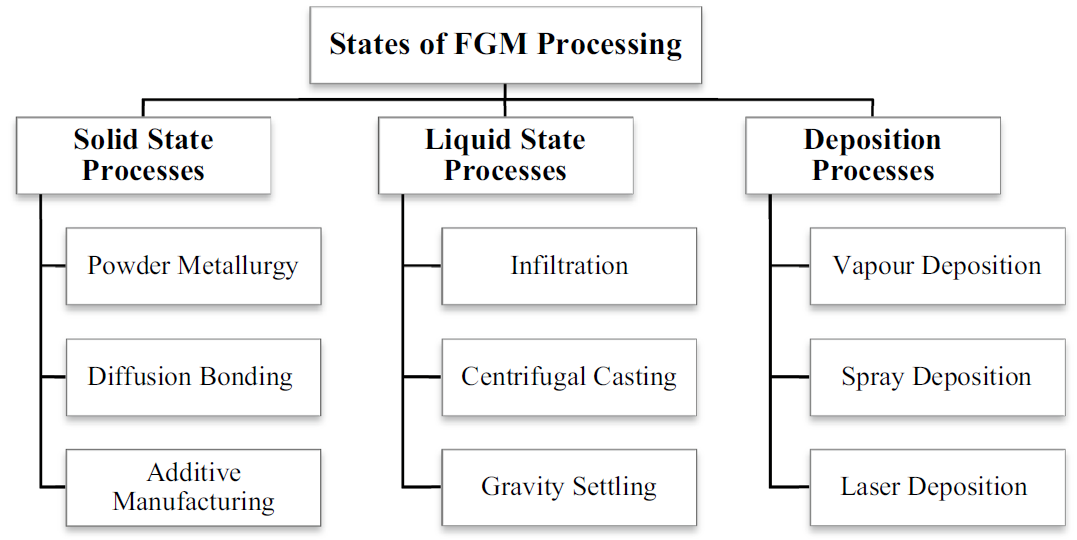 States of FGM Processing
Solid State
Processes
Powder Metallurgy
Diffusion Bonding
Additive
Manufacturing
Liquid State
Processes
Infiltration
Centrifugal Casting
Gravity Settling
Deposition
Processes
Vapour Deposition
Spray Deposition
Laser Deposition